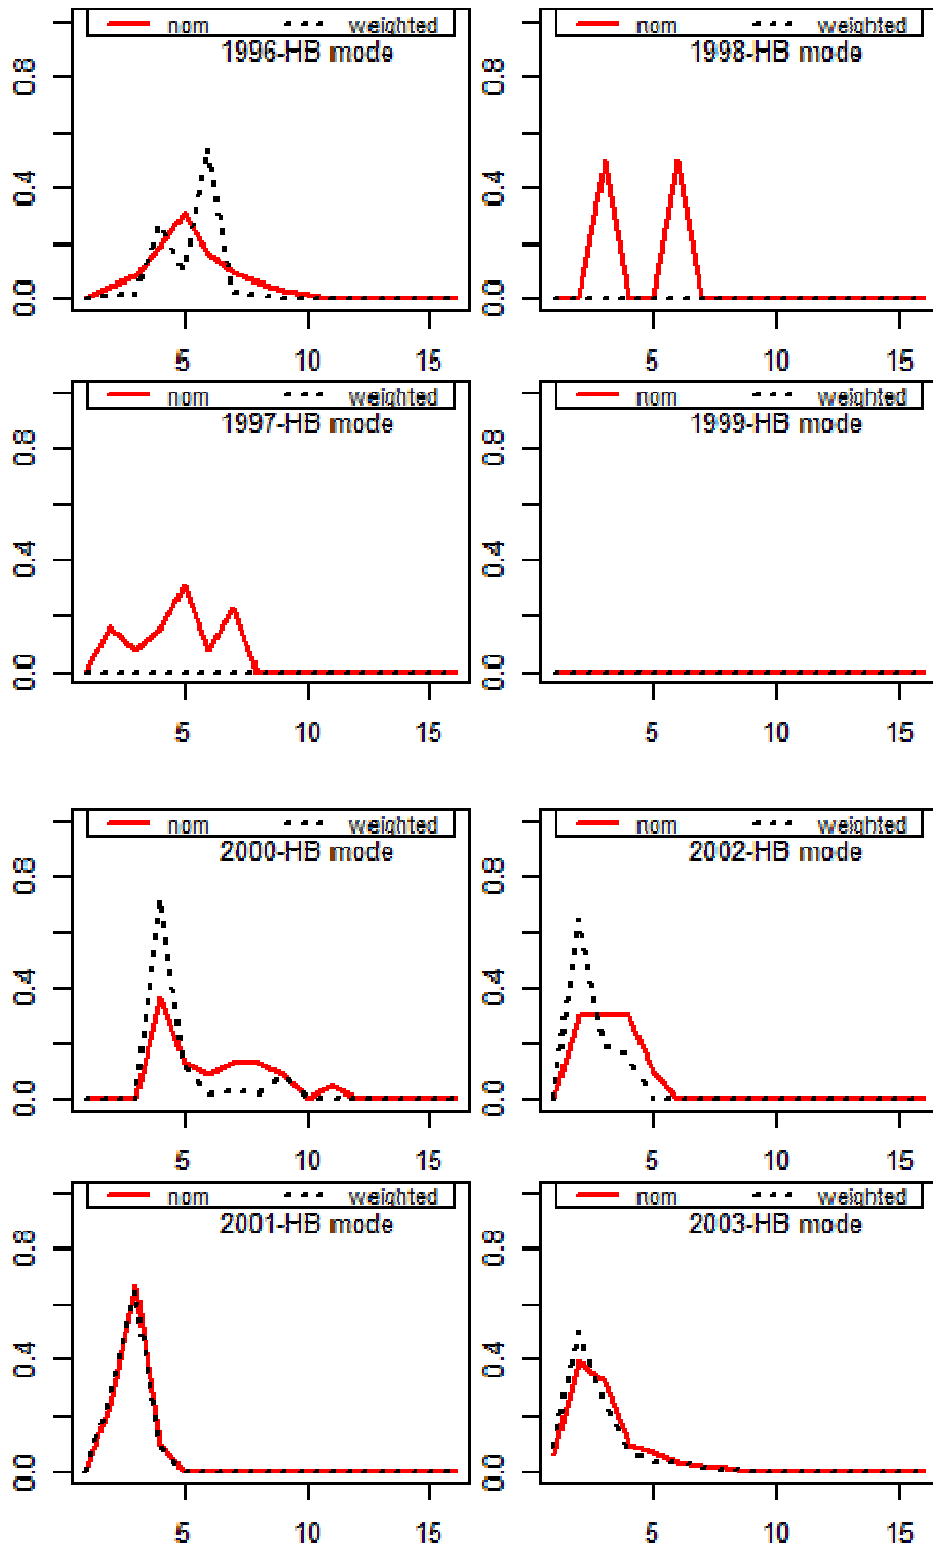 nom weighted
1996-HB mode
0.0 0.4 0.8
5 10 15
nom weighted
1998-HB mode
0.0 0.4 0.8
5 10 15
nom weighted
1997-HB mode
0.0 0.4 0.8
5 10 15
nom weighted
1999-HB mode
0.0 0.4 0.8
5 10 15
nom weighted
2000-HB mode
0.0 0.4 0.8
5 10 15
nom weighted
2002-HB mode
0.0 0.4 0.8
5 10 15
nom weighted
2001-HB mode
0.0 0.4 0.8
5 10 15
nom weighted
2003-HB mode
0.0 0.4 0.8
5 10 15